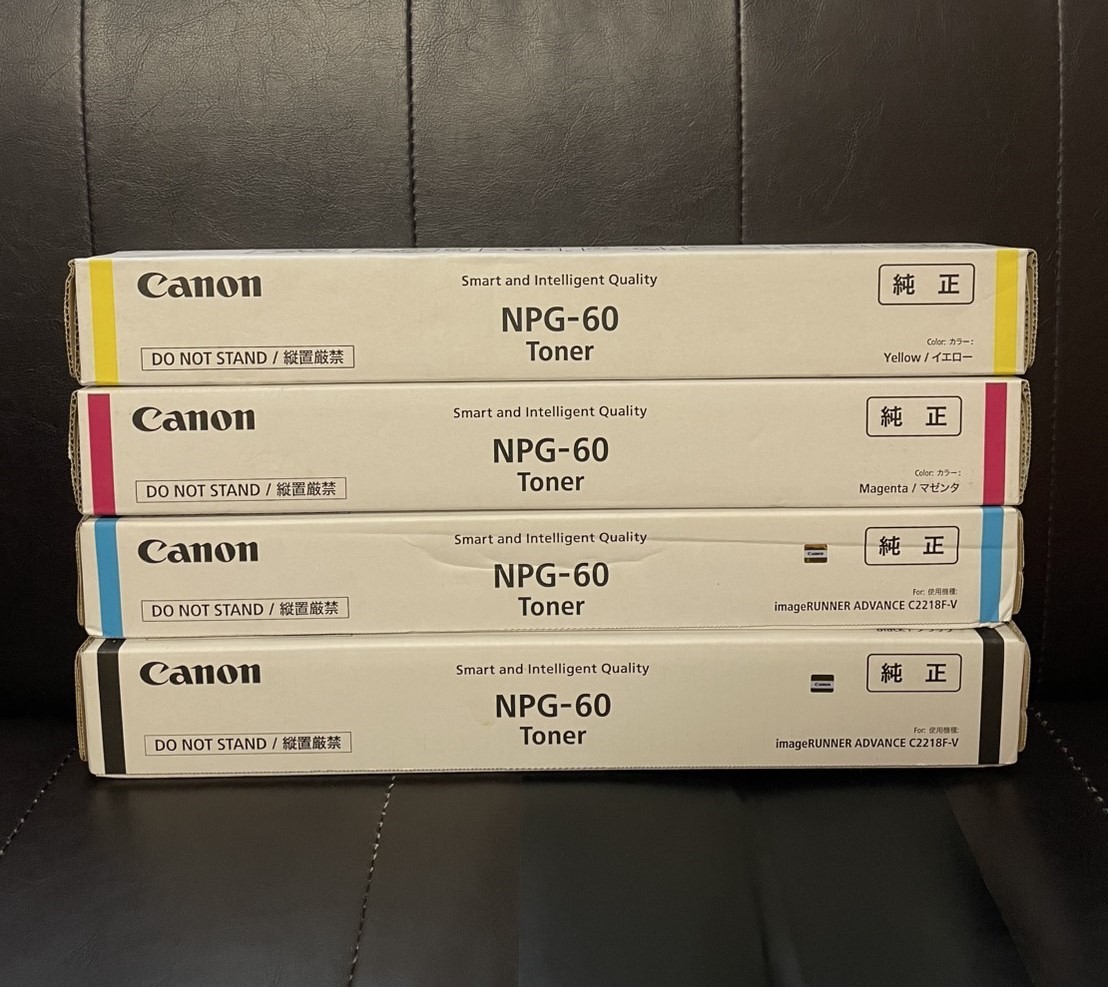 Canon
Smart and Intelligent Quality
純正
NPG-60
Toner
DO NOT STAND / 縦置厳禁
Color: カラー:
Yellow / イエロー
Canon
Smart and Intelligent Quality
純正
NPG-60
Toner
DO NOT STAND / 縦置厳禁
Color: カラー:
Magenta / マゼンタ
Canon
Smart and Intelligent Quality
Canon
純正
NPG-60
Toner
DO NOT STAND / 縦置厳禁
For: 使用機種:
imageRUNNER ADVANCE C2218F-V
Canon
Smart and Intelligent Quality
Canon
純正
NPG-60
Toner
DO NOT STAND / 縦置厳禁
For: 使用機種:
imageRUNNER ADVANCE C2218F-V